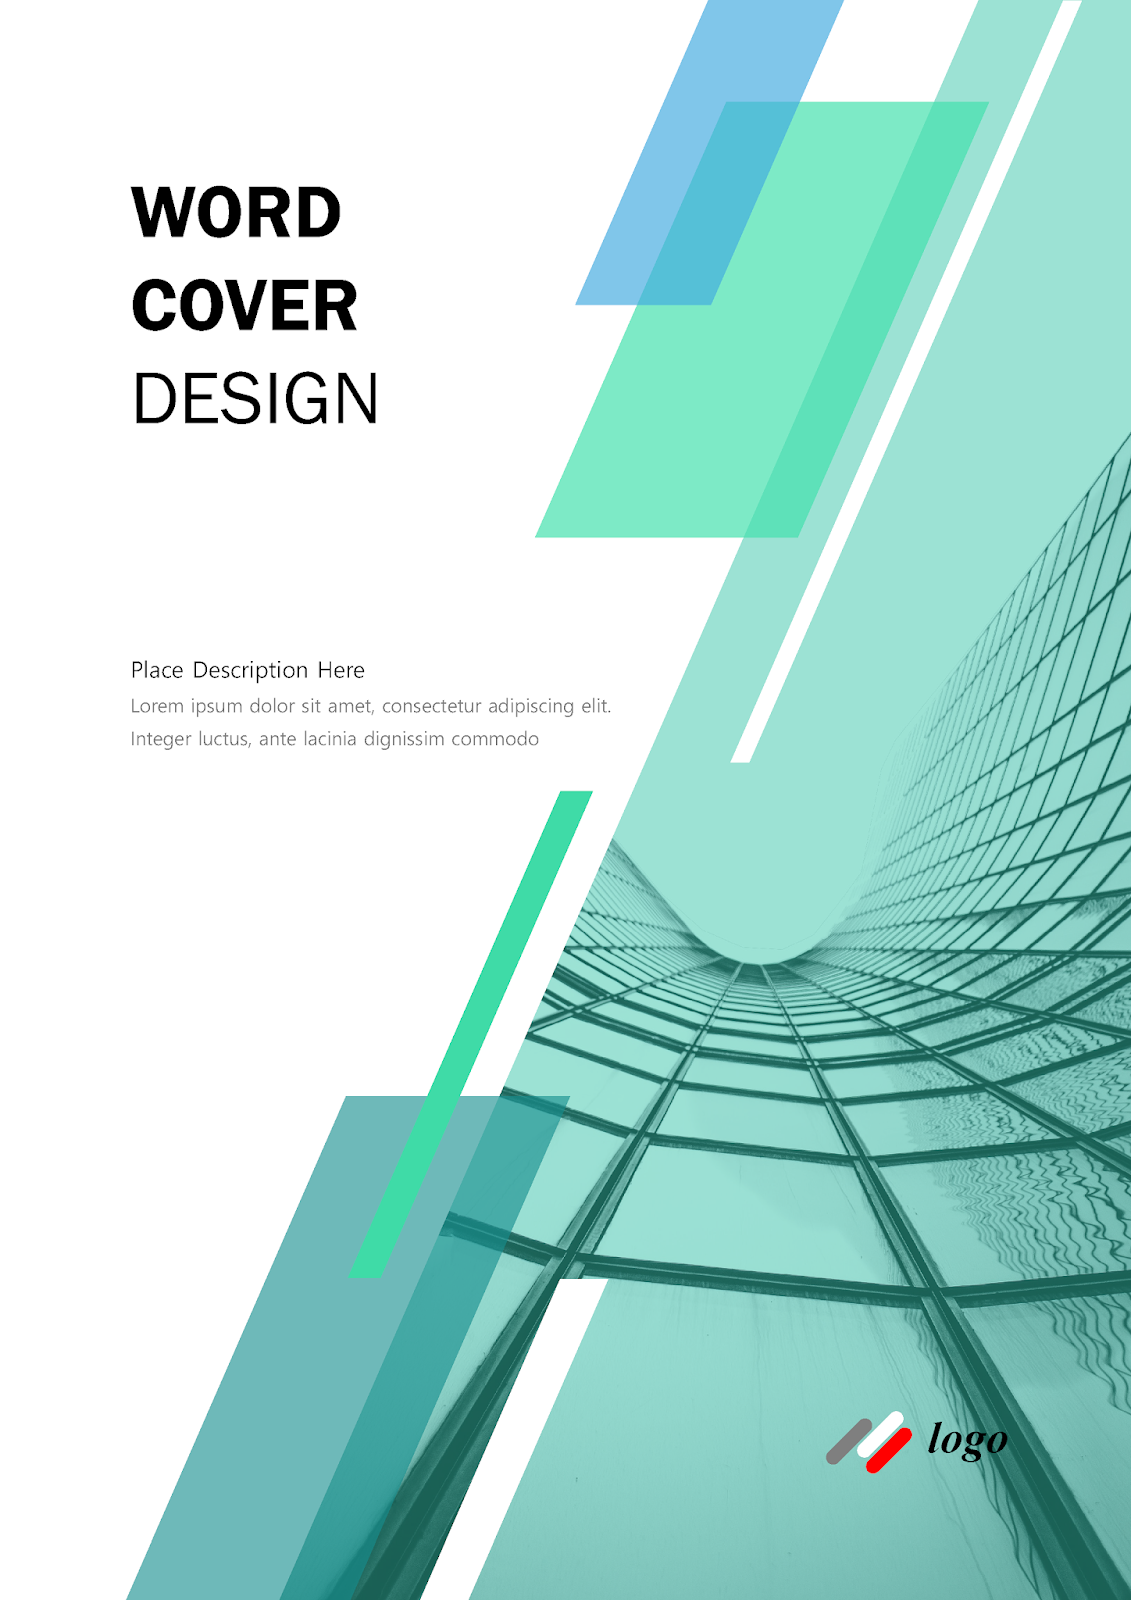 WORD
COVER
DESIGN
Place Description Here
Lorem ipsum dolor sit amet, consectetur adipiscing elit.
Integer luctus, ante lacinia dignissim commodo
logo